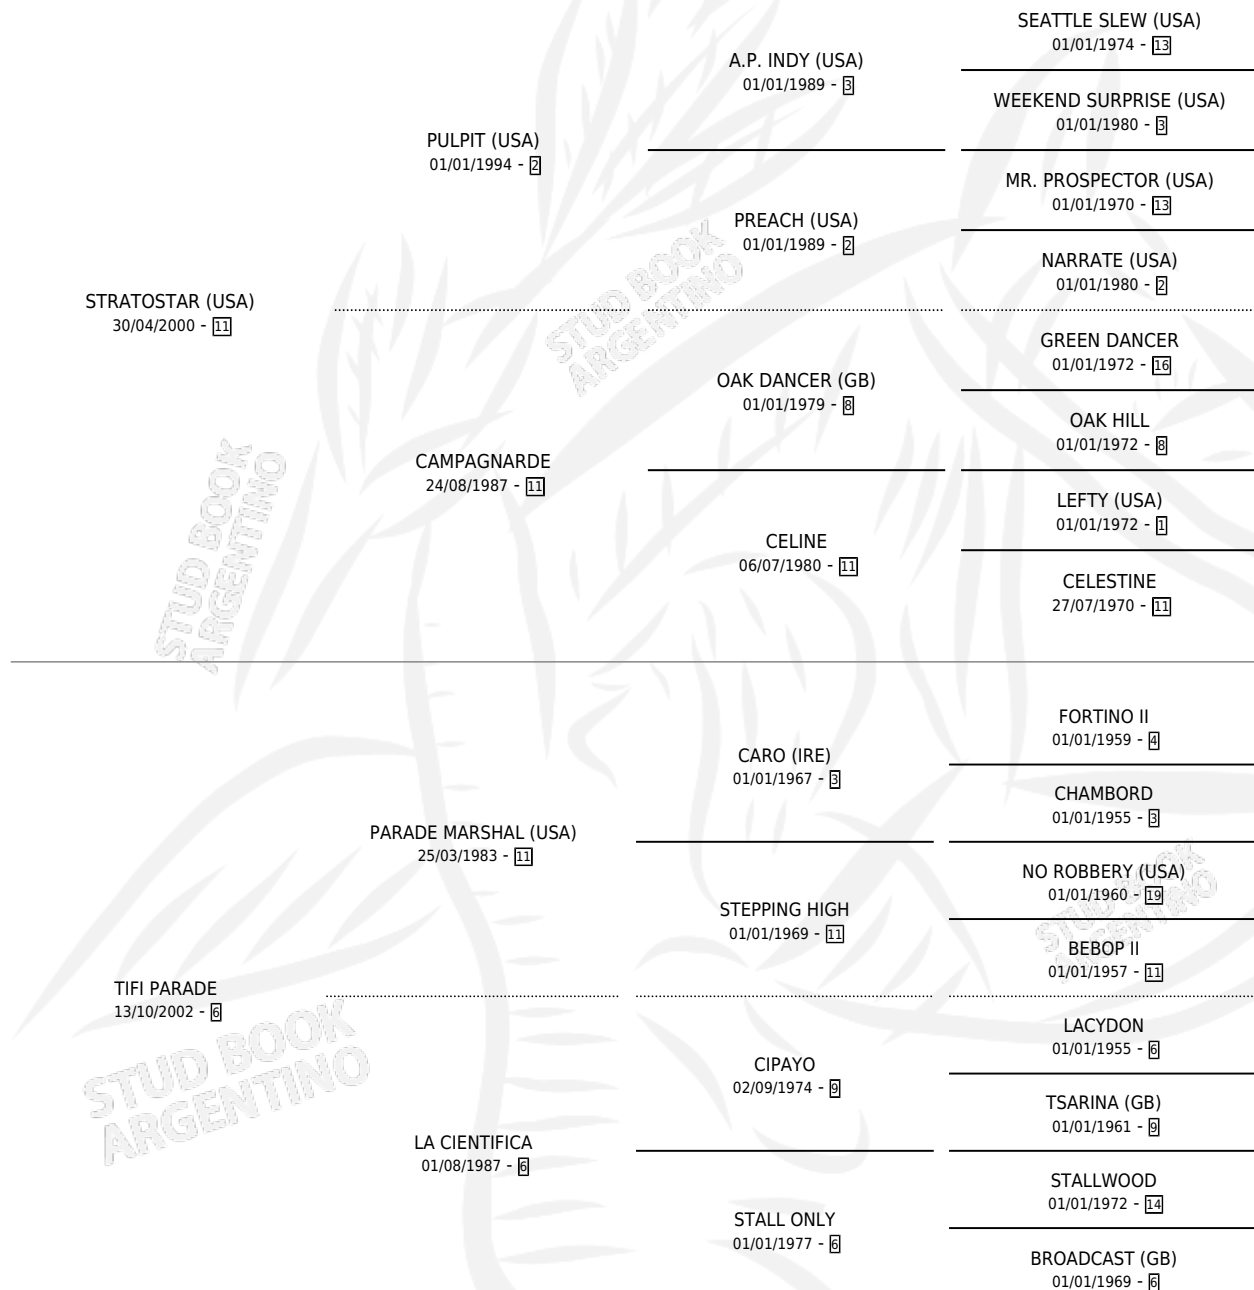 SEATTLE SLEW (USA)
01/01/1974 - 13
A.P. INDY (USA)
01/01/1989 - 3
WEEKEND SURPRISE (USA)
01/01/1980 - 3
PULPIT (USA)
01/01/1994 - 2
MR. PROSPECTOR (USA)
01/01/1970 - 13
PREACH (USA)
01/01/1989 - 2
NARRATE (USA)
01/01/1980 - 2
STRATOSTAR (USA)
30/04/2000 - 11
GREEN DANCER
01/01/1972 - 16
OAK DANCER (GB)
01/01/1979 - 8
OAK HILL
01/01/1972 - 8
CAMPAGNARDE
24/08/1987 - 11
LEFTY (USA)
01/01/1972 - 1
CELINE
06/07/1980 - 11
CELESTINE
27/07/1970 - 11
FORTINO II
01/01/1959 - 4
CARO (IRE)
01/01/1967 - 3
CHAMBORD
01/01/1955 - 3
PARADE MARSHAL (USA)
25/03/1983 - 11
NO ROBBERY (USA)
01/01/1960 - 19
STEPPING HIGH
01/01/1969 - 11
BEBOP II
01/01/1957 - 11
TIFI PARADE
13/10/2002 - 6
LACYDON
01/01/1955 - 6
CIPAYO
02/09/1974 - 9
TSARINA (GB)
01/01/1961 - 9
LA CIENTIFICA
01/08/1987 - 6
STALLWOOD
01/01/1972 - 14
STALL ONLY
01/01/1977 - 6
BROADCAST (GB)
01/01/1969 - 6
STUD BOOK
ARGENTINO
STUD BOOK
ARGENTINO
STUD BOOK
ARGENTINO
STUD BOOK
ARGENTINO